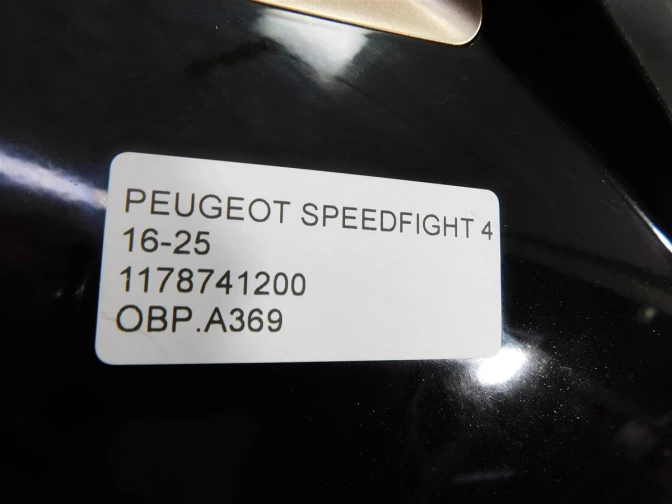 PEUGEOT SPEEDFIGHT 4
16-25
1178741200
OBP.A369